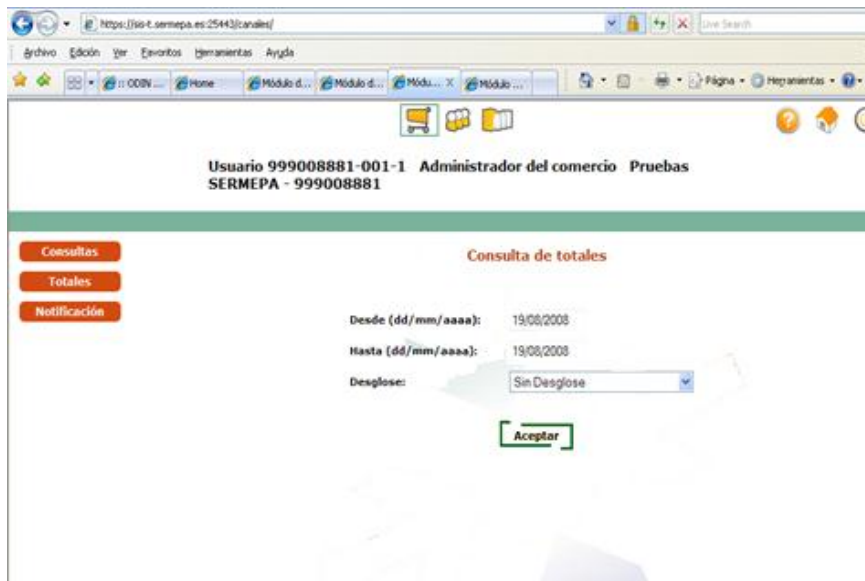 https://sis-t.sermepa.es:25443/canales/
Live Search
Archivo Edición Ver Favoritos Herramientas Ayuda
:: ODIN ... Home Módulo d... Módulo d... Módu... X Módulo ... Página Herramientas
Usuario 999008881-001-1 Administrador del comercio Pruebas
SERMEPA - 999008881
Consultas
Totales
Notificación
Consulta de totales
Desde (dd/mm/aaaa): 19/08/2008
Hasta (dd/mm/aaaa): 19/08/2008
Desglose: Sin Desglose
Aceptar